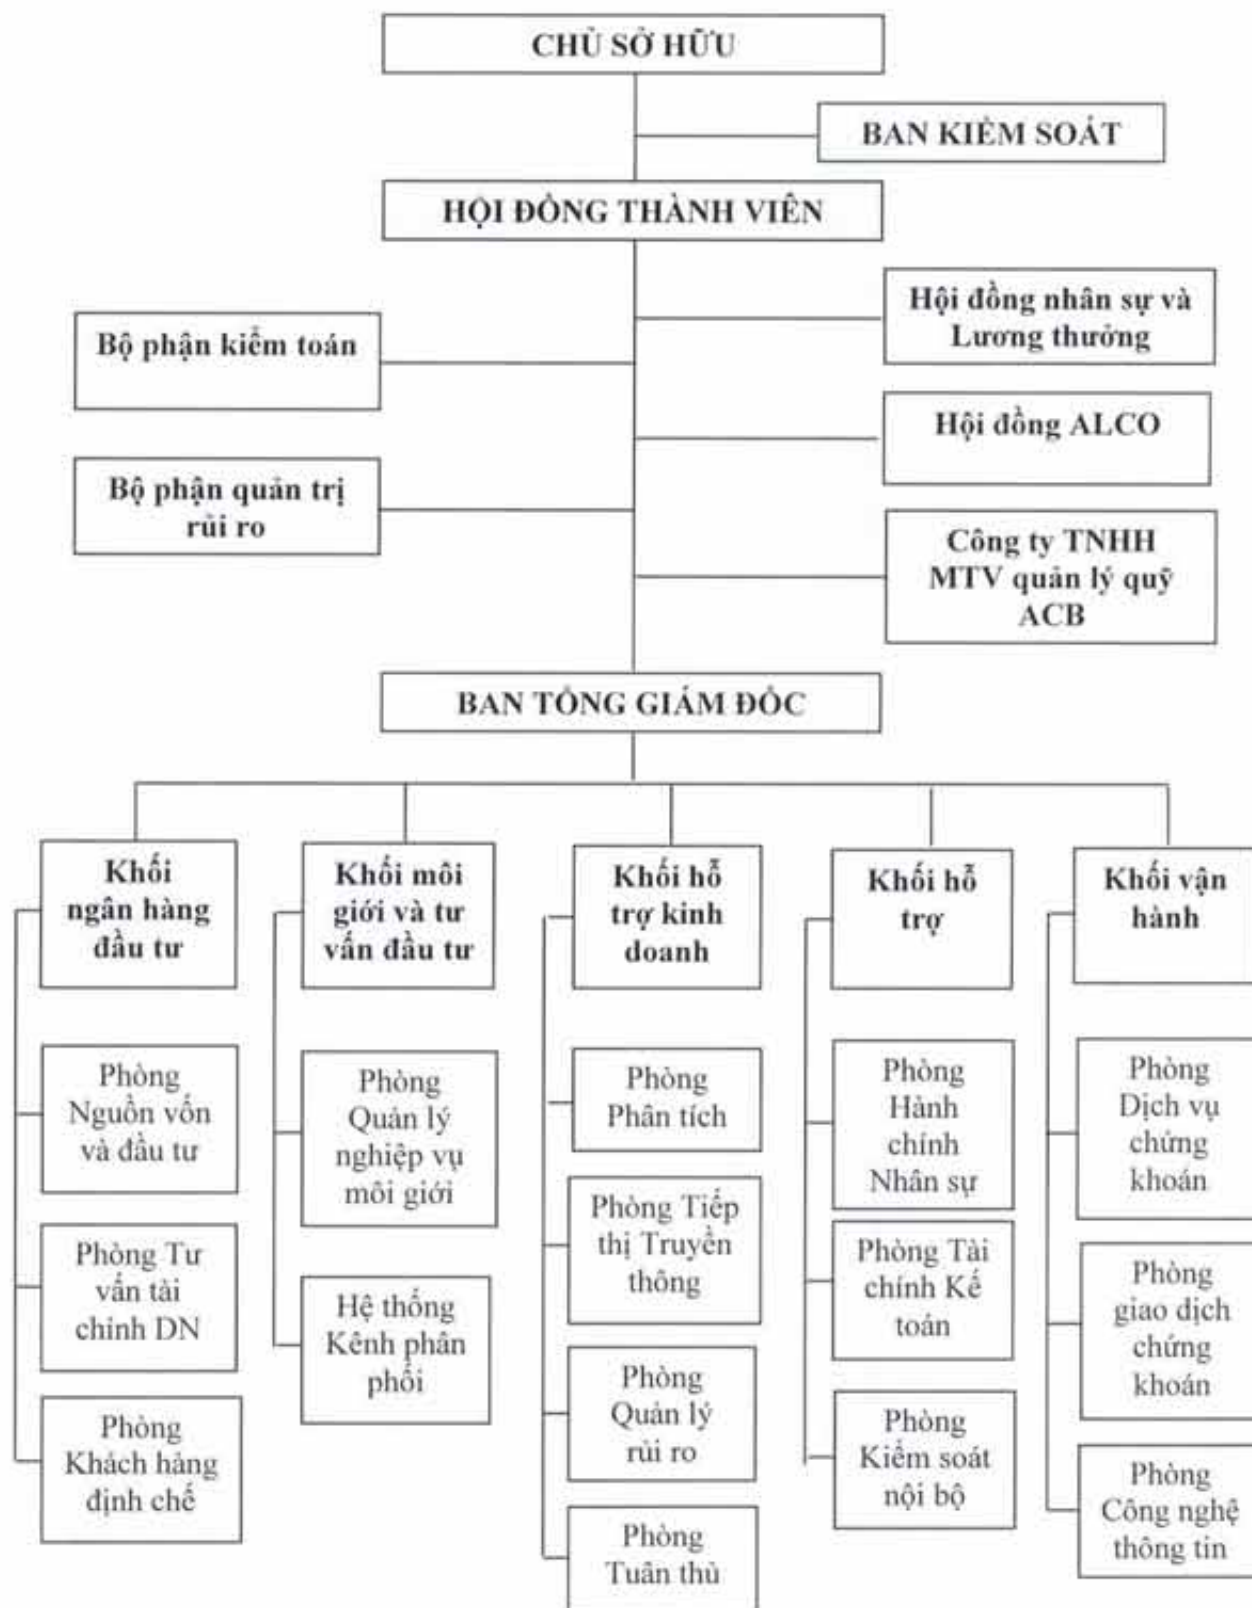 CHỦ SỞ HỮU
BAN KIỂM SOÁT
HỘI ĐỒNG THÀNH VIÊN
Hội đồng nhân sự và
Lương thưởng
Bộ phận kiểm toán
Hội đồng ALCO
Bộ phận quản trị
rủi ro
Công ty TNHH
MTV quản lý quỹ
ACB
BAN TỔNG GIÁM ĐỐC
Khối
ngân hàng
đầu tư
Khối môi
giới và tư
vấn đầu tư
Khối hỗ
trợ kinh
doanh
Khối hỗ
trợ
Khối vận
hành
Phòng
Nguồn vốn
và đầu tư
Phòng
Quản lý
nghiệp vụ
môi giới
Phòng
Phân tích
Phòng
Hành
chính
Nhân sự
Phòng
Dịch vụ
chứng
khoán
Phòng Tư
vấn tài
chính DN
Hệ thống
Kênh phân
phối
Phòng Tiếp
thị Truyền
thông
Phòng Tài
chính Kế
toán
Phòng
giao dịch
chứng
khoán
Phòng
Khách hàng
định chế
Phòng
Quản lý
rủi ro
Phòng
Kiểm soát
nội bộ
Phòng
Công nghệ
thông tin
Phòng
Tuân thủ